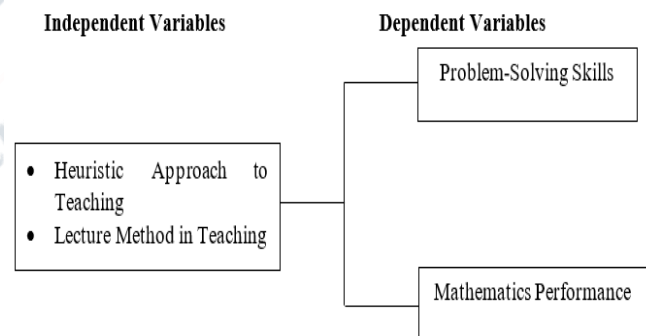 Independent Variables
Dependent Variables
Problem-Solving Skills
• Heuristic Approach to
Teaching
• Lecture Method in Teaching
Mathematics Performance